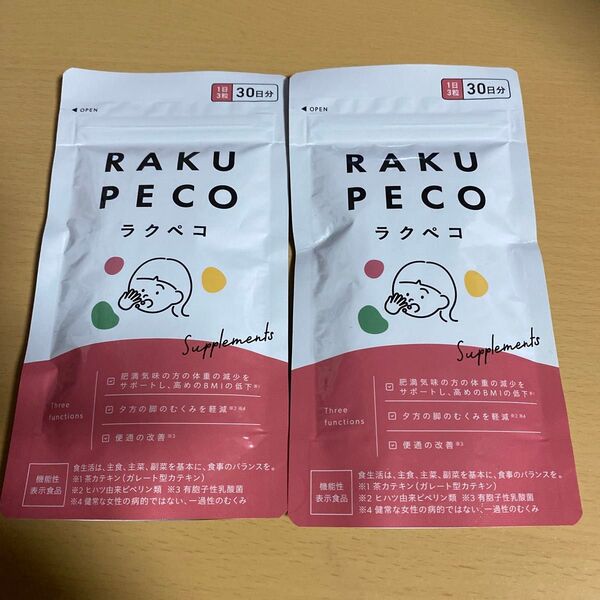 1日
3粒
30日分
◀ OPEN
RAKU
PECO
ラクペコ
Supplements
Three
functions
肥満気味の方の体重の減少を
サポートし、高めのBMIの低下※1
夕方の脚のむくみを軽減※2 ※4
便通の改善※3
機能性
表示食品
食生活は、主食、主菜、副菜を基本に、食事のバランスを。
※1 茶カテキン(ガレート型カテキン)
※2 ヒハツ由来ピペリン類 ※3 有胞子性乳酸菌
※4 健常な女性の病的ではない、一過性のむくみ
1日
3粒
30日分
◀ OPEN
RAKU
PECO
ラクペコ
Supplements
Three
functions
肥満気味の方の体重の減少を
サポートし、高めのBMIの低下※1
夕方の脚のむくみを軽減※2 ※4
便通の改善※3
機能性
表示食品
食生活は、主食、主菜、副菜を基本に、食事のバランスを。
※1 茶カテキン(ガレート型カテキン)
※2 ヒハツ由来ピペリン類 ※3 有胞子性乳酸菌
※4 健常な女性の病的ではない、一過性のむくみ